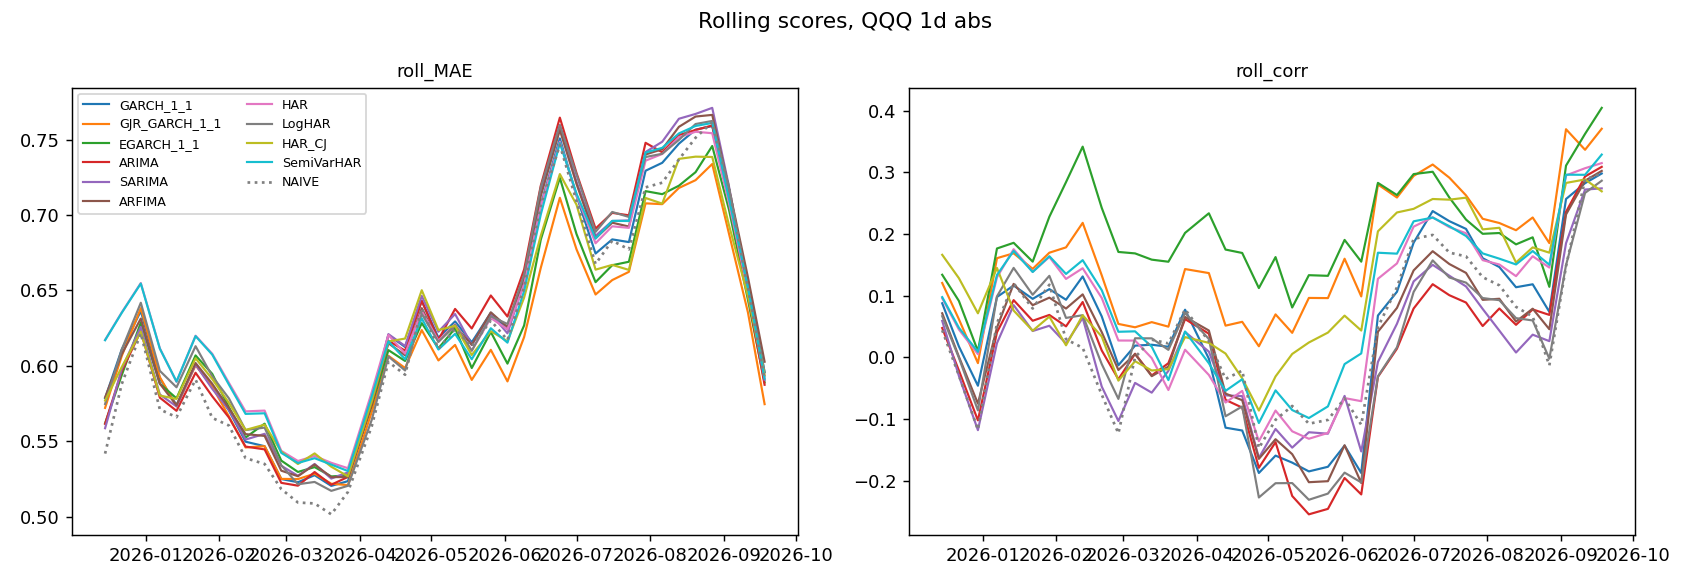 Rolling scores, QQQ 1d abs
roll_MAE
roll_corr
GARCH_1_1
GJR_GARCH_1_1
EGARCH_1_1
ARIMA
SARIMA
ARFIMA
HAR
LogHAR
HAR_CJ
SemiVarHAR
NAIVE
0.75
0.70
0.65
0.60
0.55
0.50
2026-01
2026-02
2026-03
2026-04
2026-05
2026-06
2026-07
2026-08
2026-09
2026-10
0.4
0.3
0.2
0.1
0.0
−0.1
−0.2
2026-01
2026-02
2026-03
2026-04
2026-05
2026-06
2026-07
2026-08
2026-09
2026-10